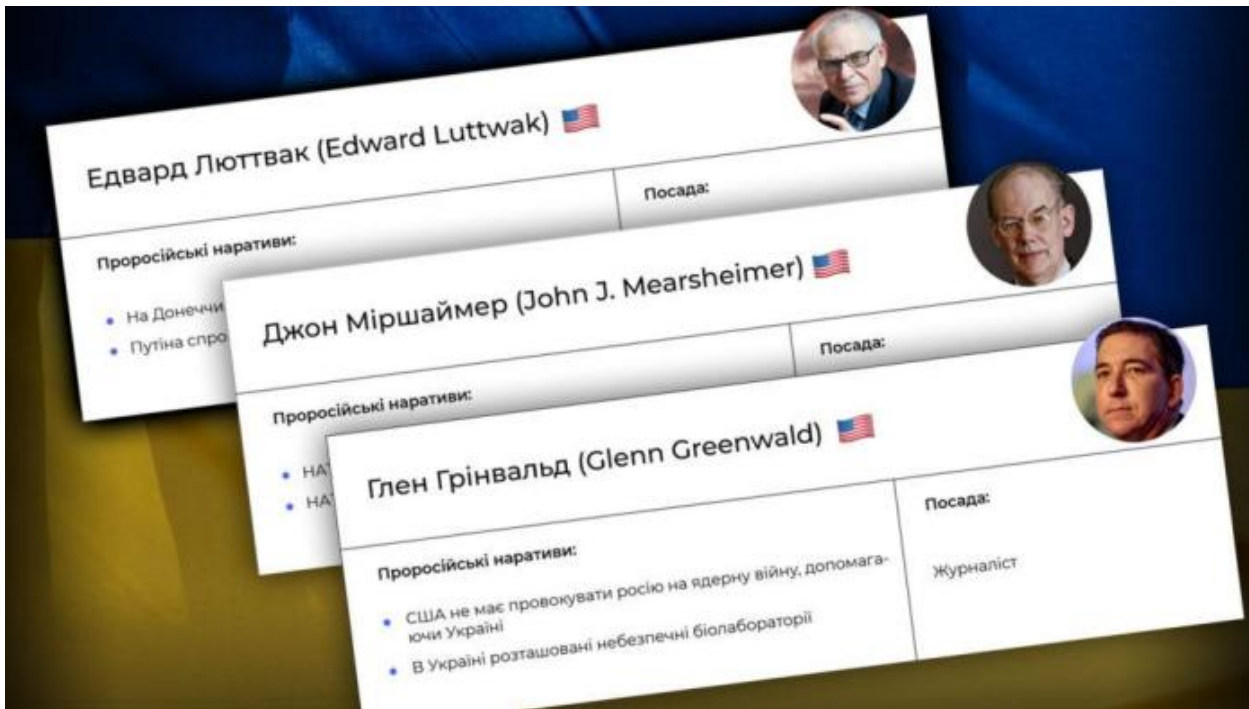 Едвард Люттвак (Edward Luttwak)
Проросійські наративи:
Посада:
На Донеччи
Путіна спро
Джон Міршаймер (John J. Mearsheimer)
Проросійські наративи:
Посада:
НА
НА
Глен Грінвальд (Glenn Greenwald)
Проросійські наративи:
США не має провокувати росію на ядерну війну, допомага-
ючи Україні
В Україні розташовані небезпечні біолабораторії
Посада:
Журналіст